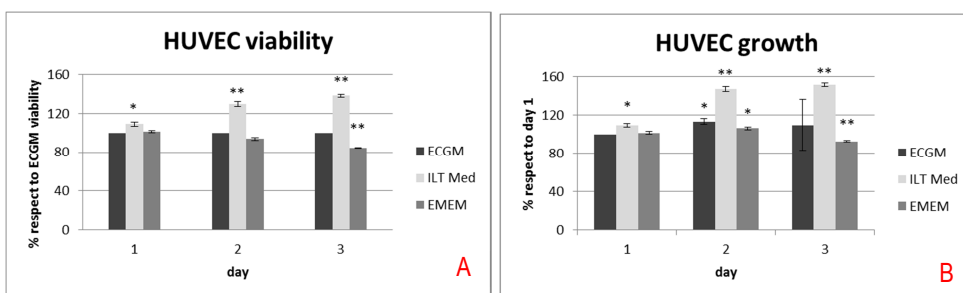 HUVEC viability
% respect to ECGM viability
160
120
80
40
0
*
**
**
**
1
2
3
day
ECGM
ILT Med
EMEM
A
HUVEC growth
% respect to day 1
160
120
80
40
0
*
*
**
*
**
**
1
2
3
day
ECGM
ILT Med
EMEM
B